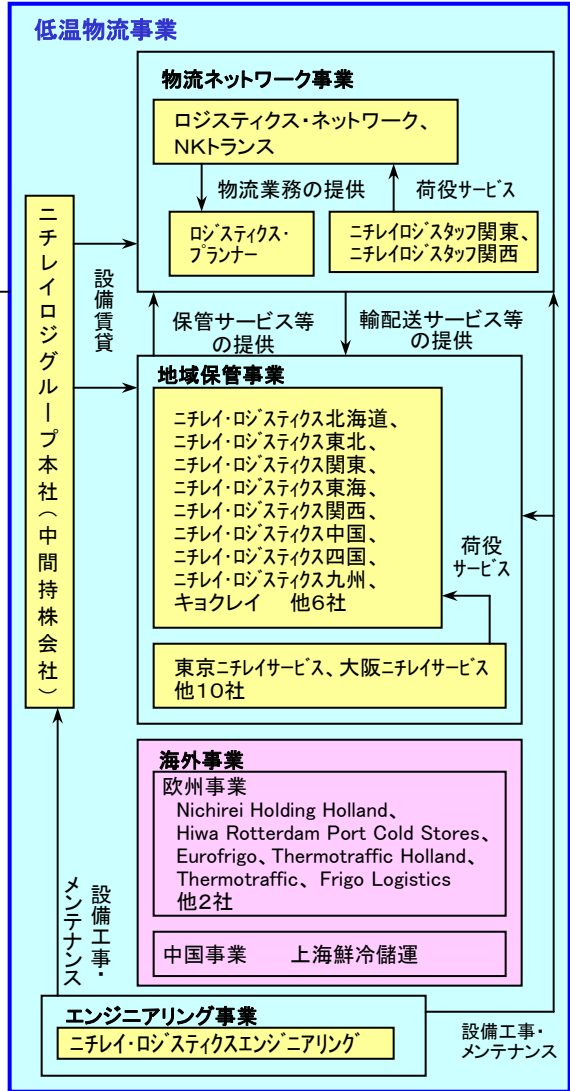 低温物流事業
物流ネットワーク事業
ロジスティクス・ネットワーク、
NKトランス
物流業務の提供
荷役サービス
ロジスティクス・
プランナー
ニチレイロジスタッフ関東、
ニチレイロジスタッフ関西
ニチレイロジグループ本社(中間持株会社)
設備賃貸
保管サービス等
の提供
輸配送サービス等
の提供
地域保管事業
ニチレイ・ロジスティクス北海道、
ニチレイ・ロジスティクス東北、
ニチレイ・ロジスティクス関東、
ニチレイ・ロジスティクス東海、
ニチレイ・ロジスティクス関西、
ニチレイ・ロジスティクス中国、
ニチレイ・ロジスティクス四国、
ニチレイ・ロジスティクス九州、
キョクレイ 他6社
荷役
サービス
東京ニチレイサービス、大阪ニチレイサービス
他10社
海外事業
欧州事業
Nichirei Holding Holland、
Hiwa Rotterdam Port Cold Stores、
Eurofrigo、Thermotraffic Holland、
Thermotraffic、 Frigo Logistics
他2社
中国事業 上海鮮冷儲運
設備工事・
メンテナンス
エンジニアリング事業
ニチレイ・ロジスティクスエンジニアリング
設備工事・
メンテナンス